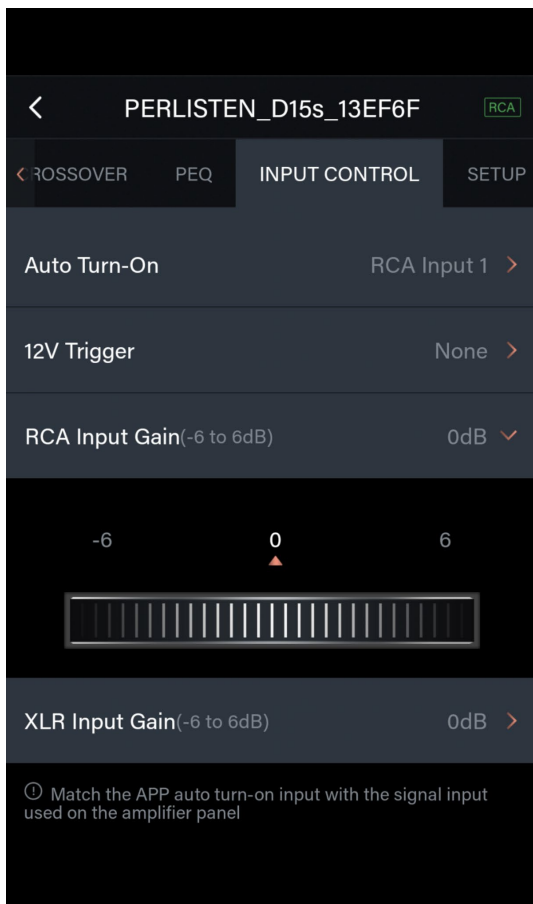 PERLISTEN_D15s_13EF6F RCA
ROSSOVER PEQ INPUT CONTROL SETUP
Auto Turn-On RCA Input 1
12V Trigger None
RCA Input Gain(-6 to 6dB) 0dB
-6 0 6
XLR Input Gain(-6 to 6dB) 0dB
Match the APP auto turn-on input with the signal input
used on the amplifier panel